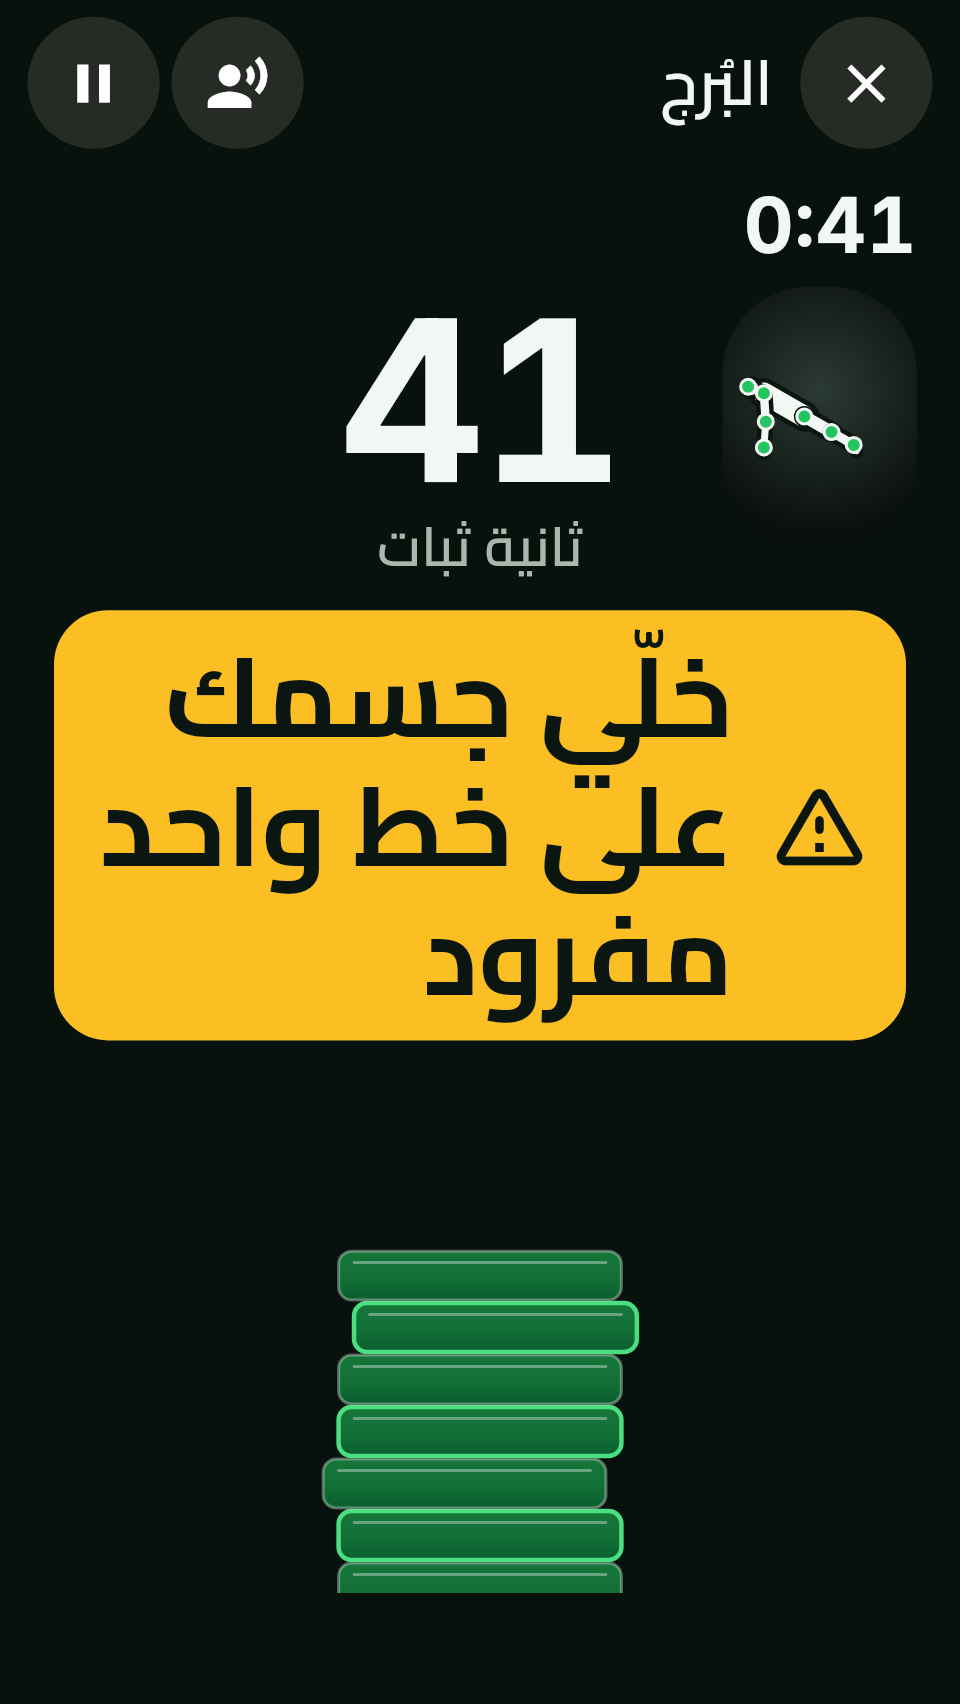 البُرج
0:41
41
ثانية ثبات
خلّي جسمك
على خط واحد
مفرود